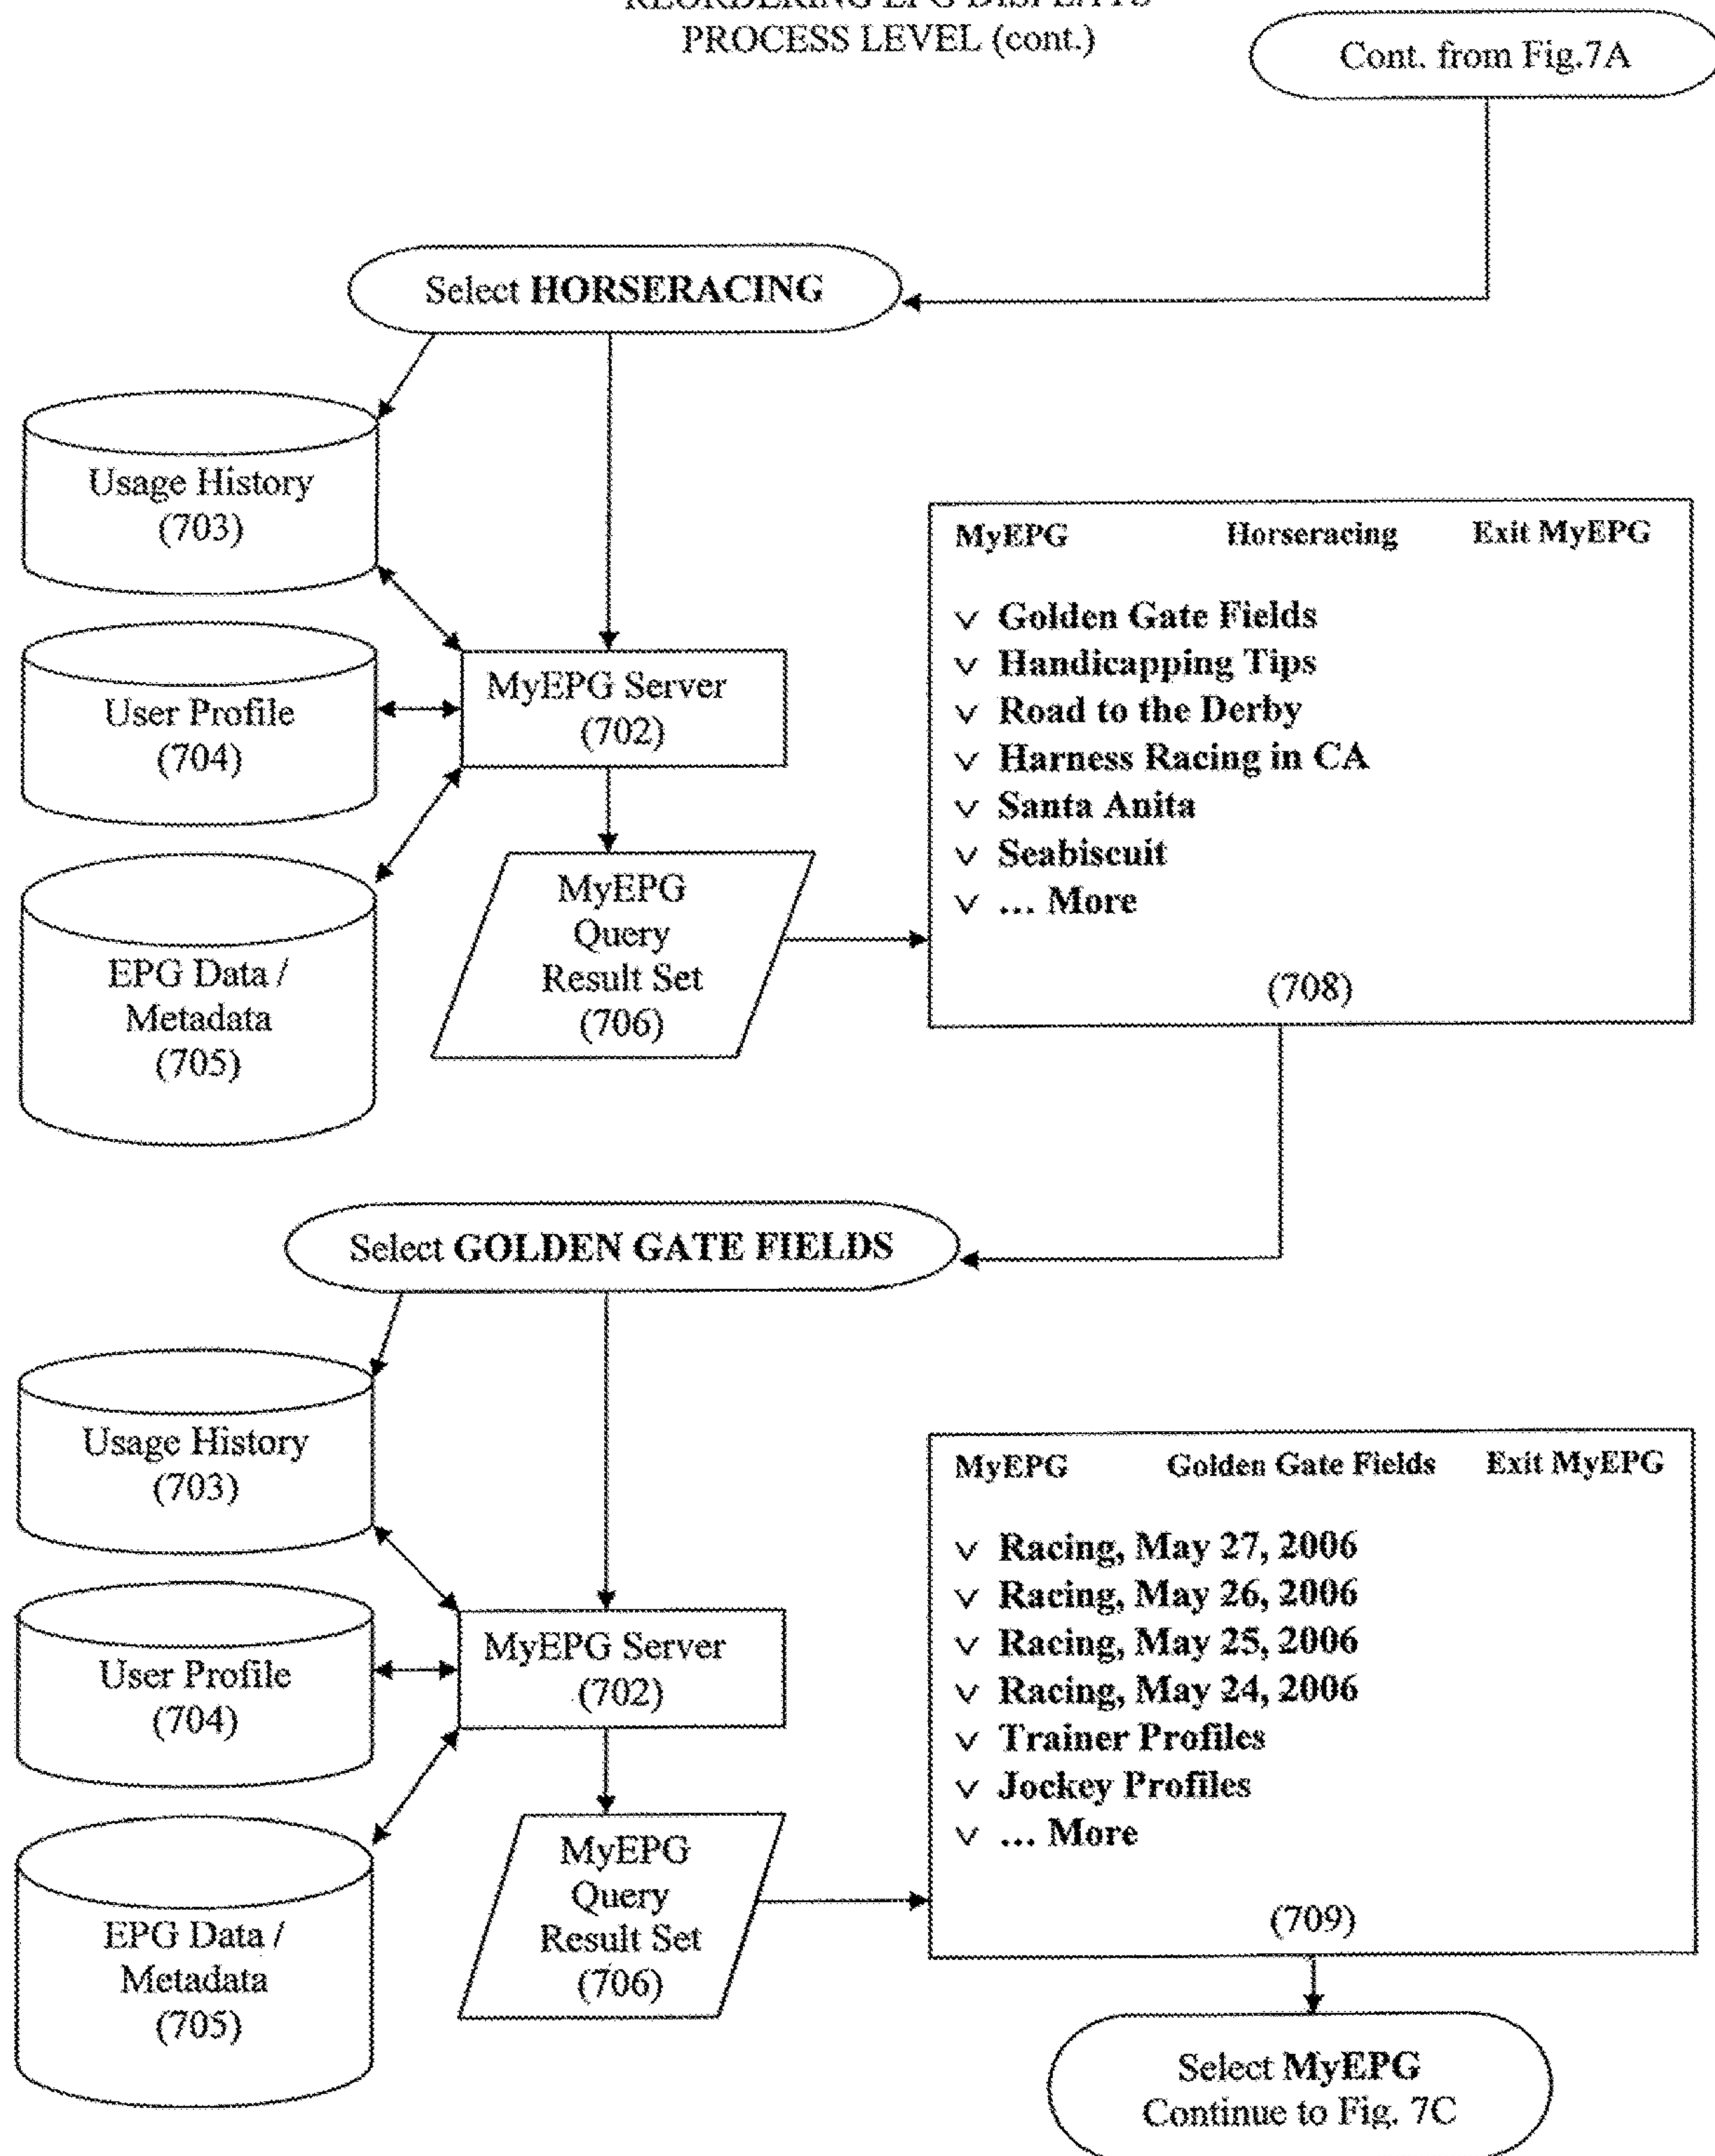 REORDERING EPG DISPLAYS
PROCESS LEVEL (cont.)
Cont. from Fig.7A
Select HORSERACING
Usage History
(703)
User Profile
(704)
EPG Data /
Metadata
(705)
MyEPG Server
(702)
MyEPG
Query
Result Set
(706)
MyEPG Horseracing Exit MyEPG
v Golden Gate Fields
v Handicapping Tips
v Road to the Derby
v Harness Racing in CA
v Santa Anita
v Seabiscuit
v ... More
(708)
Select GOLDEN GATE FIELDS
Usage History
(703)
User Profile
(704)
EPG Data /
Metadata
(705)
MyEPG Server
(702)
MyEPG
Query
Result Set
(706)
MyEPG Golden Gate Fields Exit MyEPG
v Racing, May 27, 2006
v Racing, May 26, 2006
v Racing, May 25, 2006
v Racing, May 24, 2006
v Trainer Profiles
v Jockey Profiles
v ... More
(709)
Select MyEPG
Continue to Fig. 7C